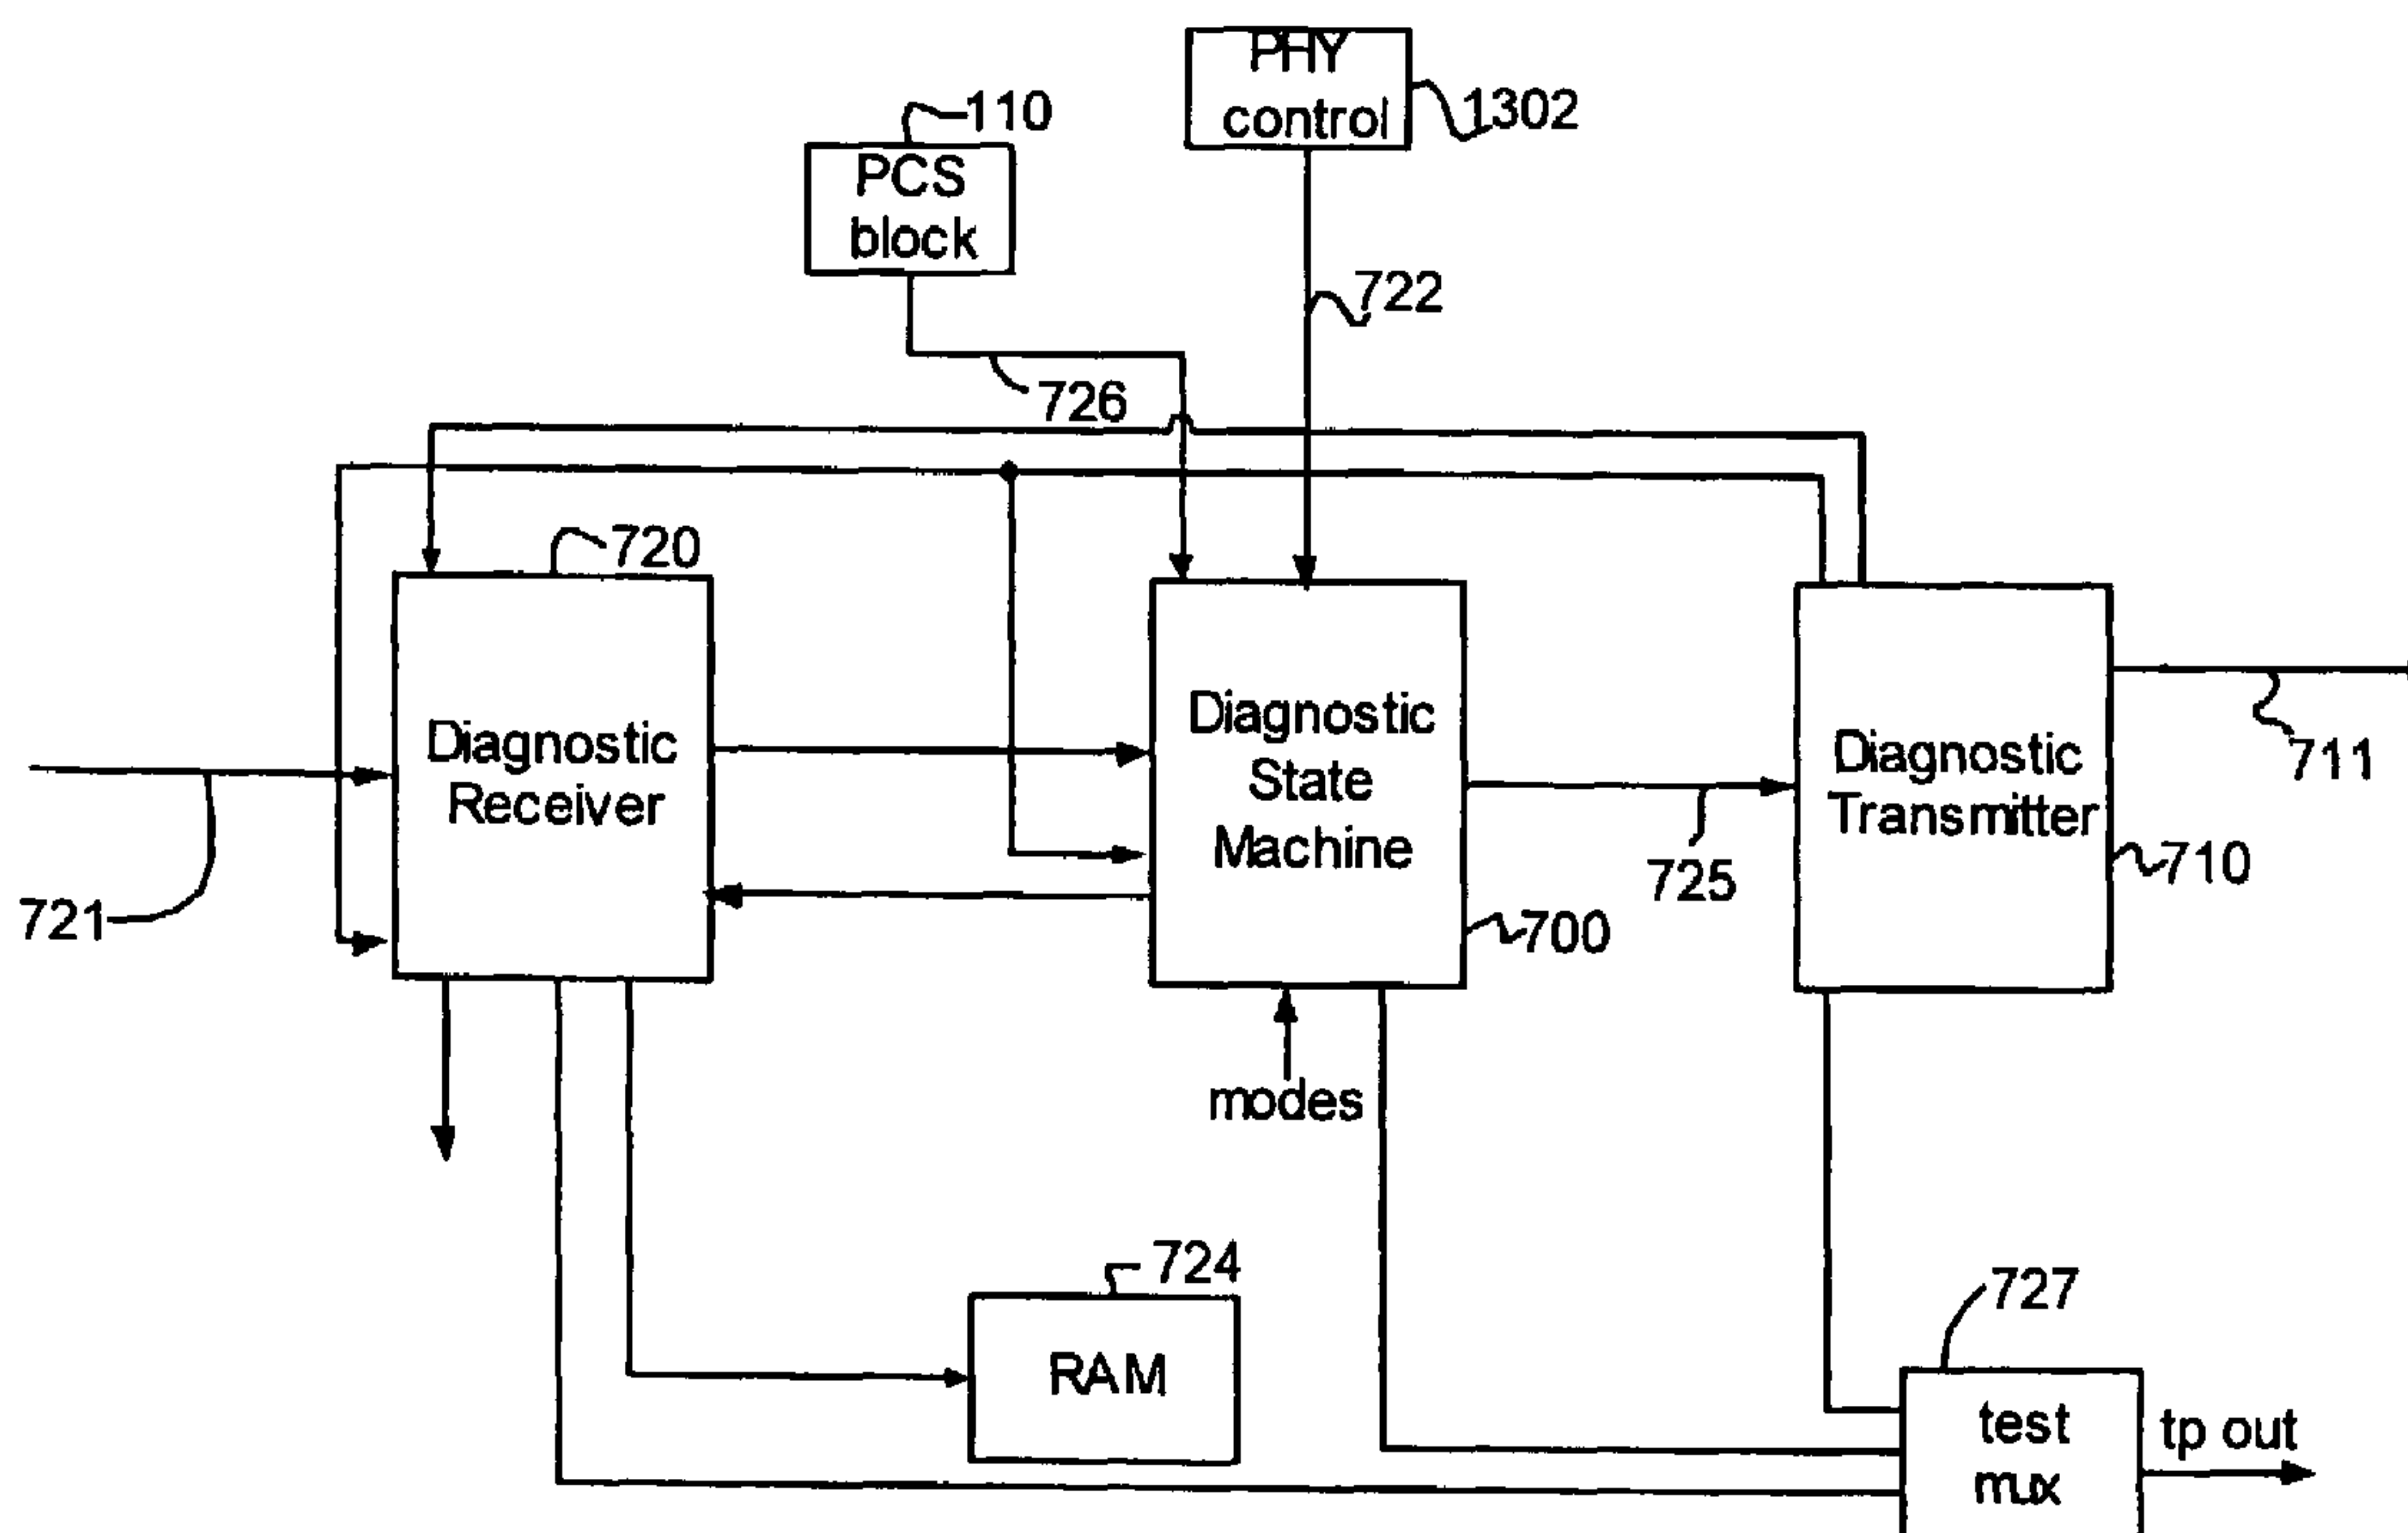 PHY
control
1302
110
PCS
block
722
726
720
Diagnostic
Receiver
Diagnostic
State
Machine
Diagnostic
Transmitter
711
721
725
710
700
modes
724
RAM
727
test
mux
tp out